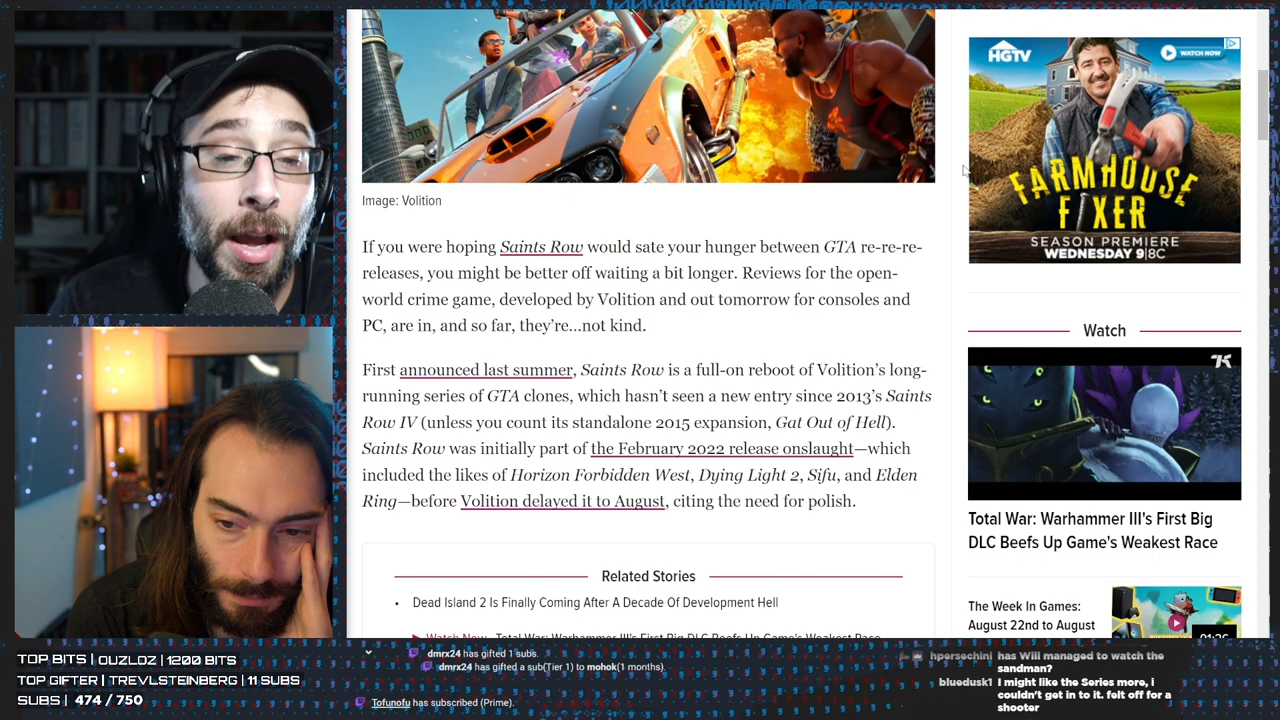 HGTV
WATCH NOW
FARMHOUSE
FIXER
SEASON PREMIERE
WEDNESDAY 9|8C
Image: Volition
If you were hoping Saints Row would sate your hunger between GTA re-re-re-
releases, you might be better off waiting a bit longer. Reviews for the open-
world crime game, developed by Volition and out tomorrow for consoles and
PC, are in, and so far, they're...not kind.
First announced last summer, Saints Row is a full-on reboot of Volition's long-
running series of GTA clones, which hasn't seen a new entry since 2013's Saints
Row IV (unless you count its standalone 2015 expansion, Gat Out of Hell).
Saints Row was initially part of the February 2022 release onslaught—which
included the likes of Horizon Forbidden West, Dying Light 2, Sifu, and Elden
Ring—before Volition delayed it to August, citing the need for polish.
Related Stories
• Dead Island 2 Is Finally Coming After A Decade Of Development Hell
Watch Now Total War: Warhammer III's First Big DLC Beefs Up Game's Weakest Race
Watch
Total War: Warhammer III's First Big
DLC Beefs Up Game's Weakest Race
The Week In Games:
August 22nd to August
01:26
TOP BITS | OUZLOZ | 1200 BITS
TOP GIFTER | TREVLSTEINBERG | 11 SUBS
SUBS | 474 / 750
dmrx24 has gifted 1 subs.
dmrx24 has gifted a sub(Tier 1) to mohok(1 months).
Tofunofu has subscribed (Prime).
hpersechini has Will managed to watch the
sandman?
bluedusk1 I might like the Series more, i
couldn't get in to it. felt off for a
shooter